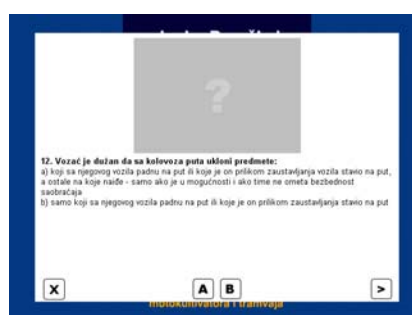 ?
12. Vozač je dužan da sa kolovoza puta ukloni predmete:
a) koji sa njegovog vozila padnu na put ili koje je on prilikom zaustavljanja vozila stavio na put,
a ostale na koje naiđe - samo ako je u mogućnosti i ako time ne ometa bezbednost
saobraćaja
b) samo koji sa njegovog vozila padnu na put ili koje je on prilikom zaustavljanja stavio na put
X A B >
motokultivatora i tramvaja